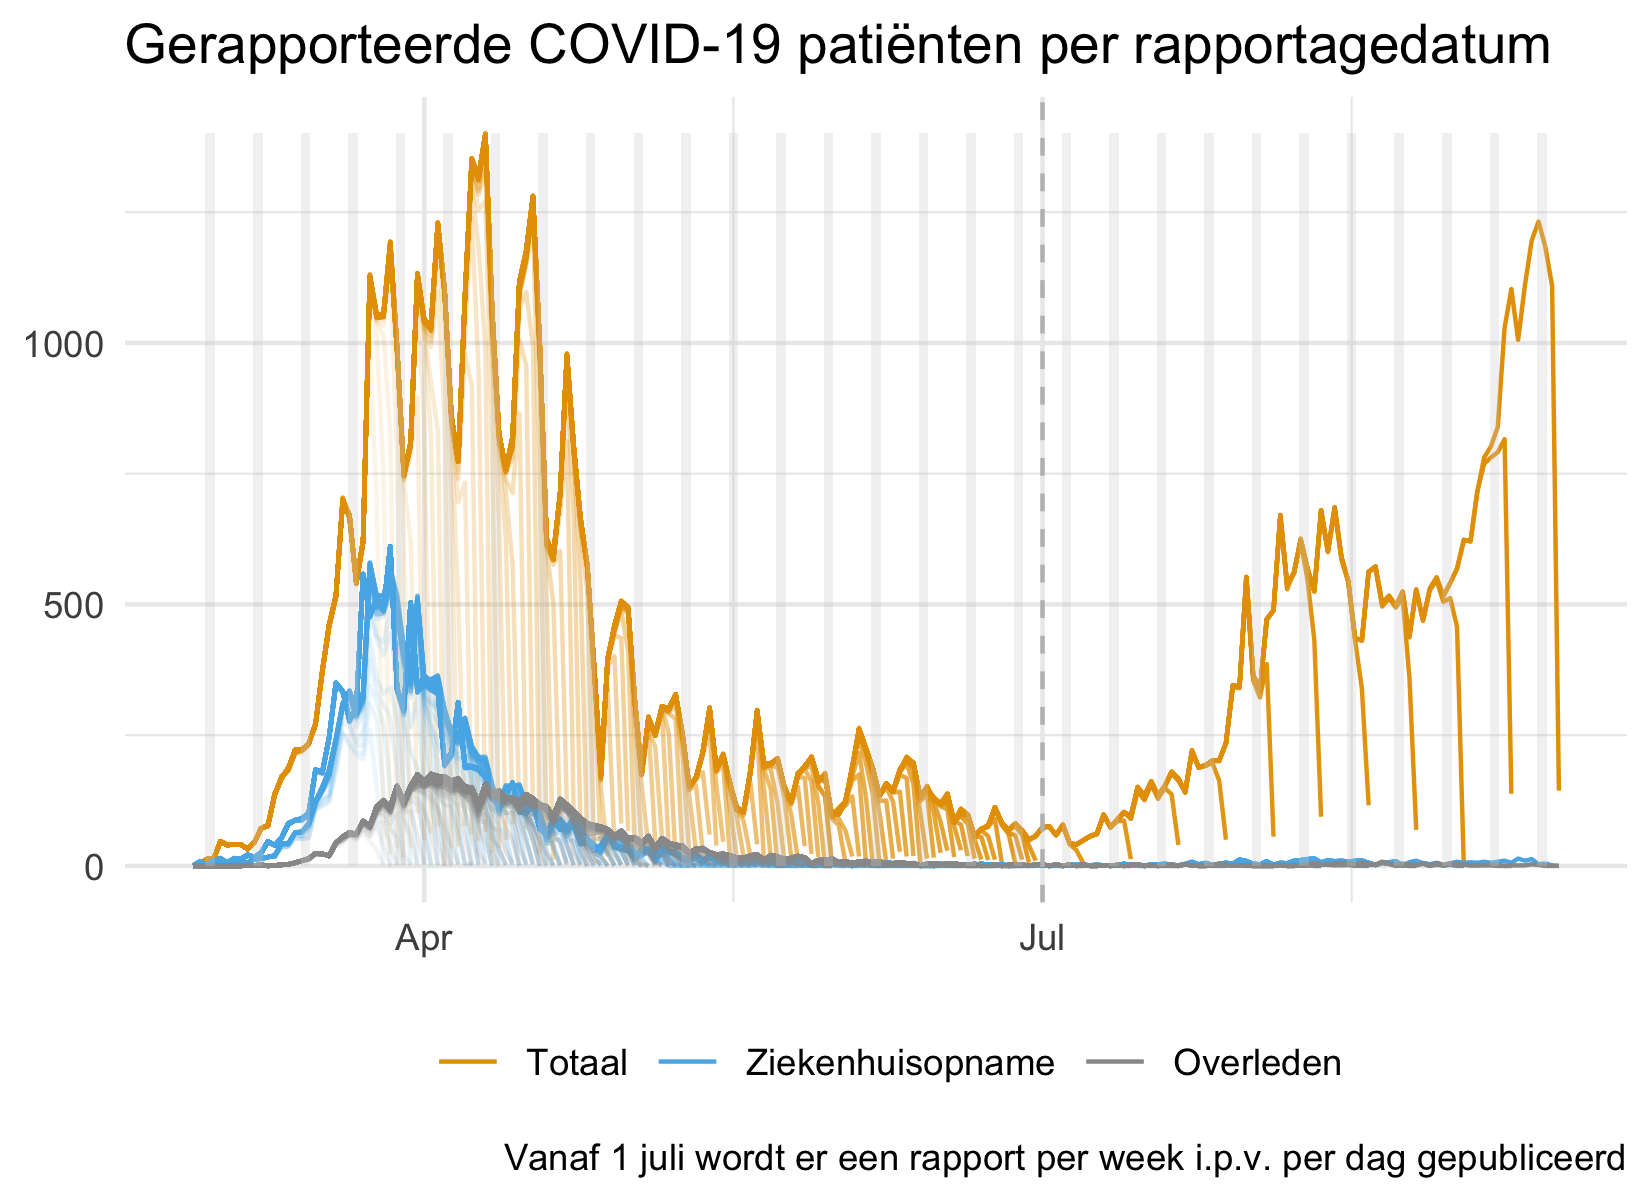 Gerapporteerde COVID-19 patiënten per rapportagedatum
1000
500
0
Apr Jul
Totaal Ziekenhuisopname Overleden
Vanaf 1 juli wordt er een rapport per week i.p.v. per dag gepubliceerd